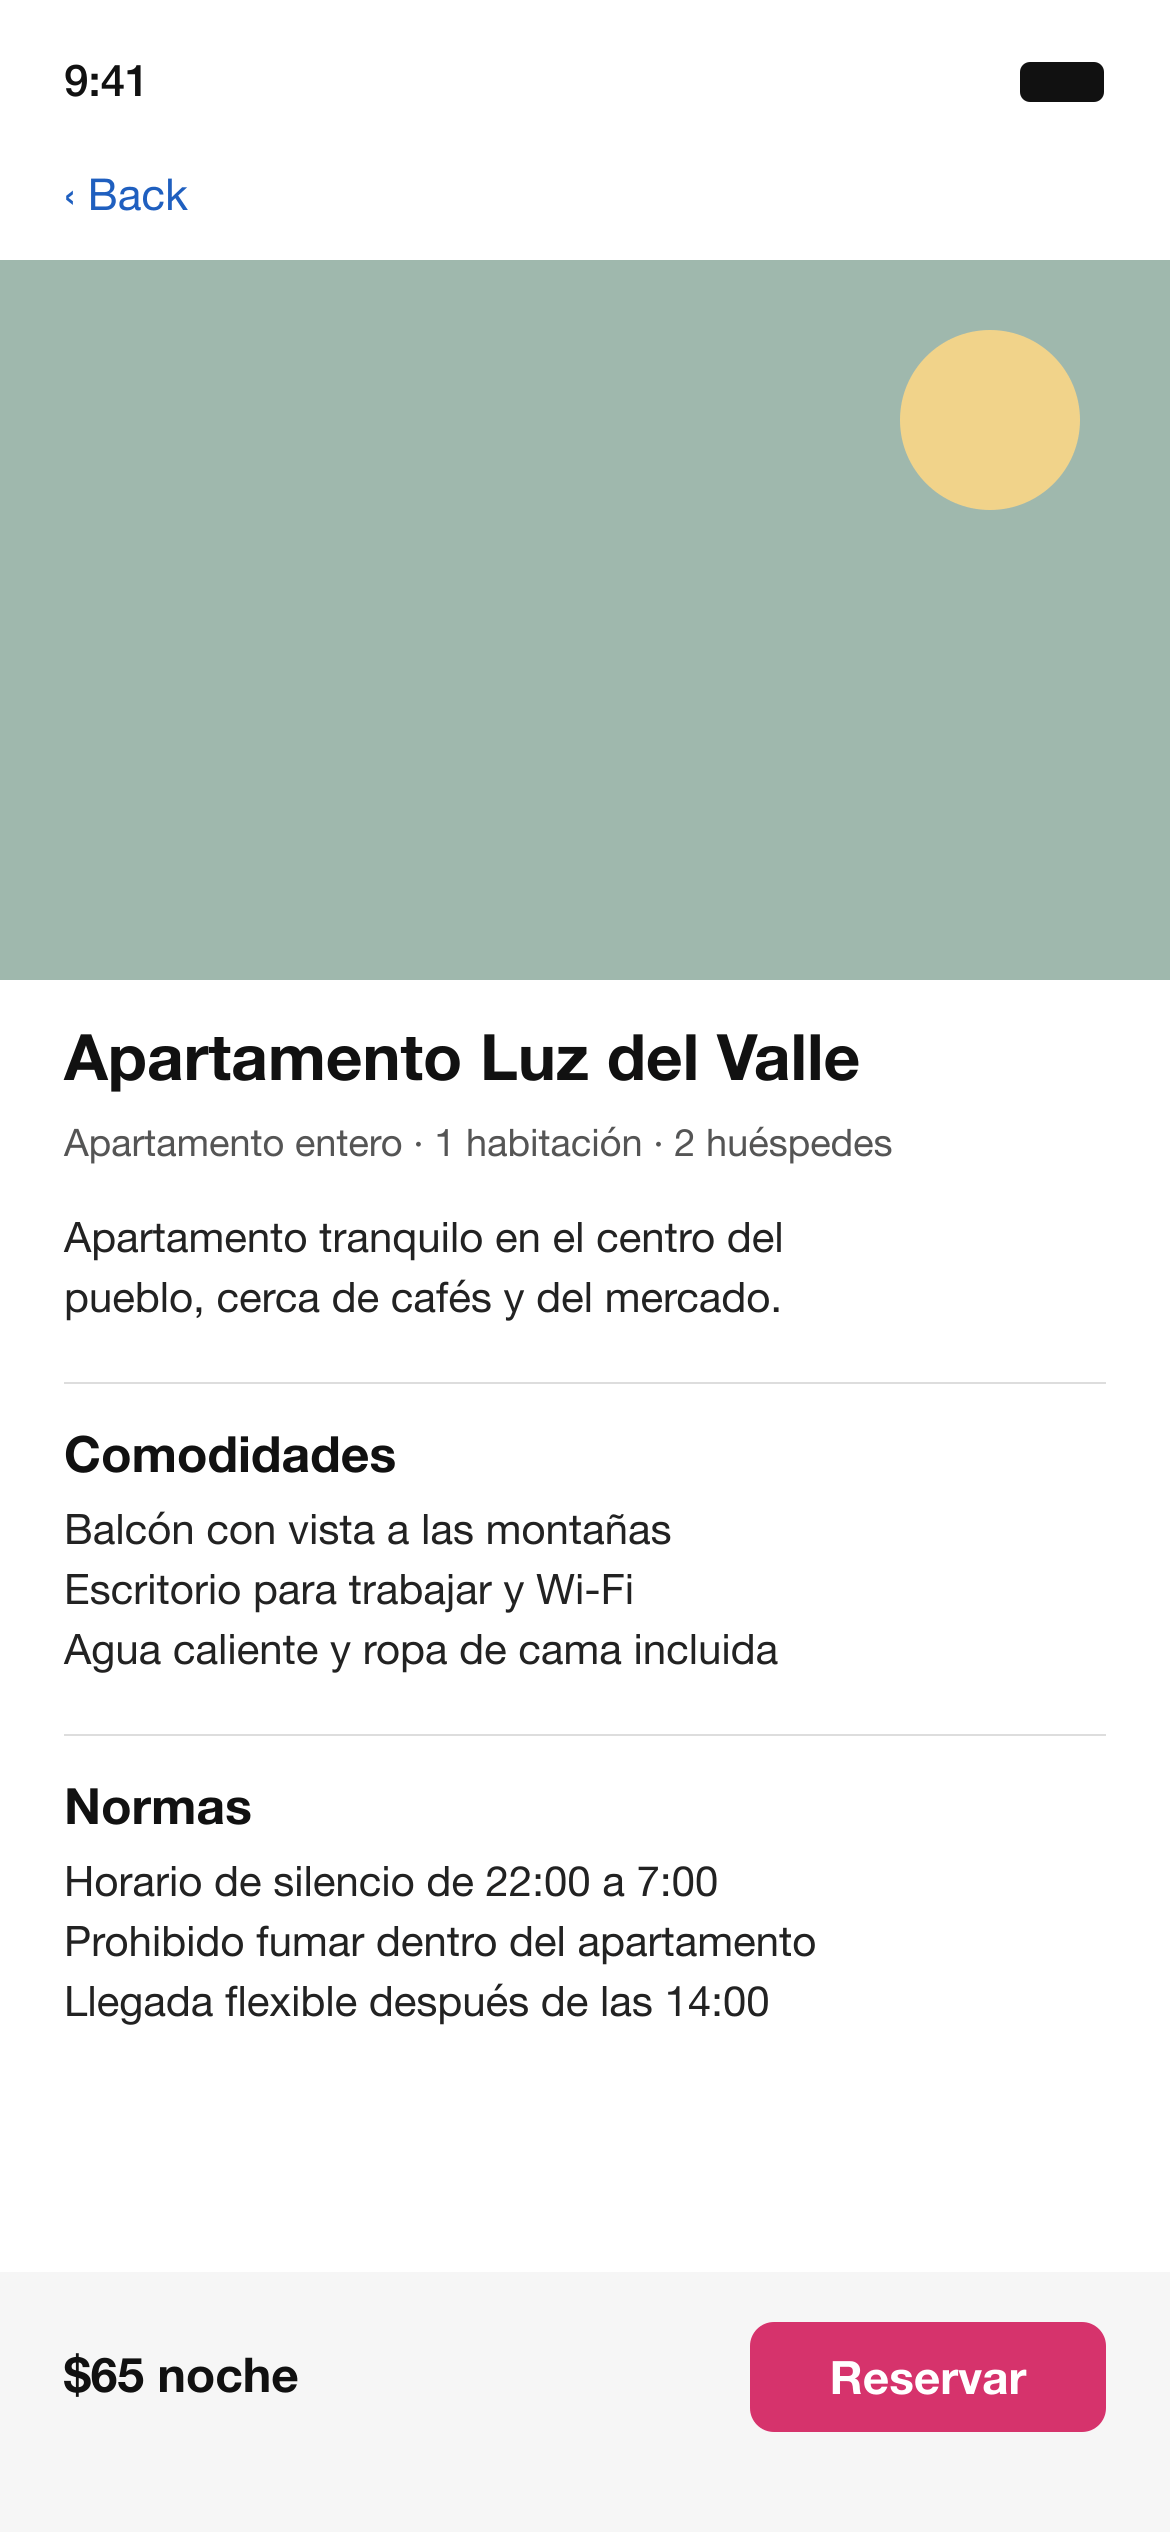 9:41
‹ Back
Apartamento Luz del Valle
Apartamento entero · 1 habitación · 2 huéspedes
Apartamento tranquilo en el centro del
pueblo, cerca de cafés y del mercado.
Comodidades
Balcón con vista a las montañas
Escritorio para trabajar y Wi-Fi
Agua caliente y ropa de cama incluida
Normas
Horario de silencio de 22:00 a 7:00
Prohibido fumar dentro del apartamento
Llegada flexible después de las 14:00
$65 noche
Reservar